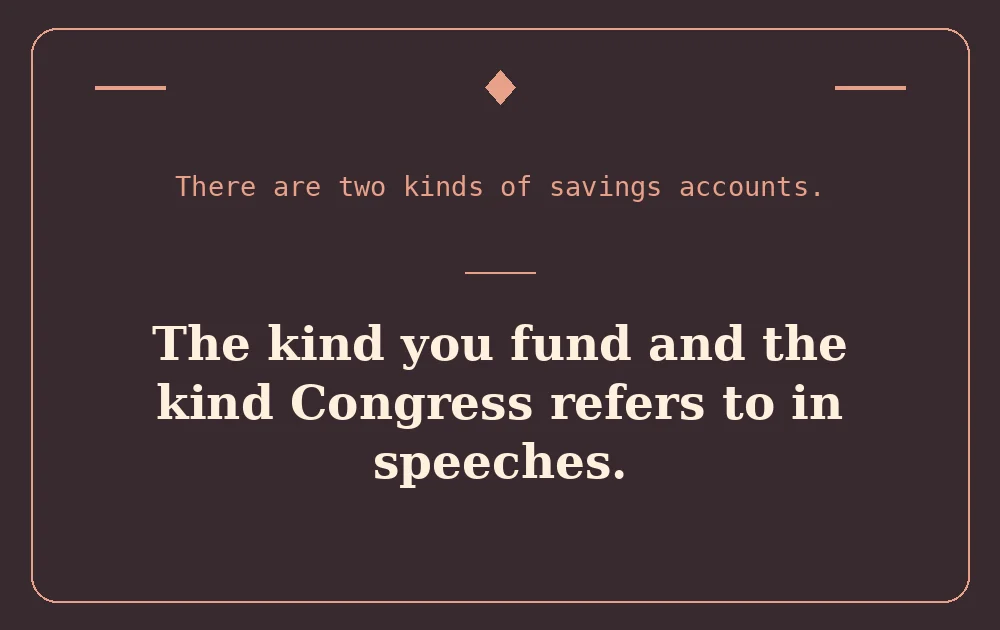 There are two kinds of savings accounts.
The kind you fund and the
kind Congress refers to in
speeches.